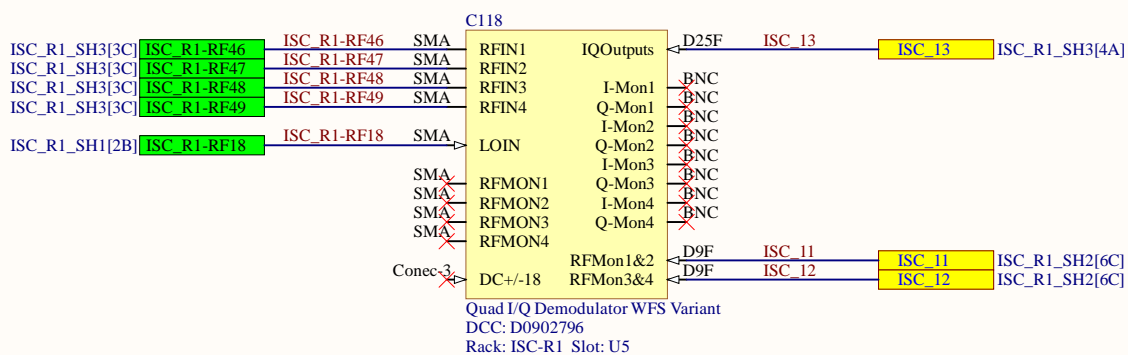 C118
ISC_R1_SH3[3C] ISC_R1-RF46 ISC_R1-RF46 SMA RFIN1 IQOutputs D25F ISC_13 ISC_13 ISC_R1_SH3[4A]
ISC_R1_SH3[3C] ISC_R1-RF47 ISC_R1-RF47 SMA RFIN2
ISC_R1_SH3[3C] ISC_R1-RF48 ISC_R1-RF48 SMA RFIN3 I-Mon1 BNC
ISC_R1_SH3[3C] ISC_R1-RF49 ISC_R1-RF49 SMA RFIN4 Q-Mon1 BNC
I-Mon2 BNC
ISC_R1_SH1[2B] ISC_R1-RF18 ISC_R1-RF18 SMA LOIN Q-Mon2 BNC
I-Mon3 BNC
SMA RFMON1 Q-Mon3 BNC
SMA RFMON2 I-Mon4 BNC
SMA RFMON3 Q-Mon4 BNC
SMA RFMON4
RFMon1&2 D9F ISC_11 ISC_11 ISC_R1_SH2[6C]
Conec-3 DC+/-18 RFMon3&4 D9F ISC_12 ISC_12 ISC_R1_SH2[6C]
Quad I/Q Demodulator WFS Variant
DCC: D0902796
Rack: ISC-R1 Slot: U5